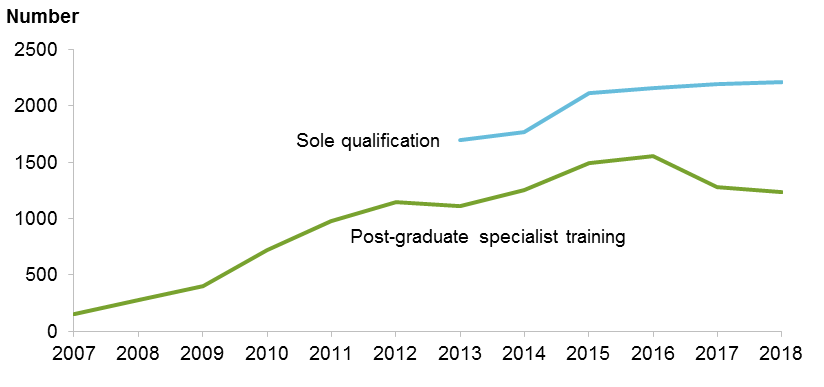 Number
2500
2000
Sole qualification
1500
1000
Post-graduate specialist training
500
0
2007 2008 2009 2010 2011 2012 2013 2014 2015 2016 2017 2018